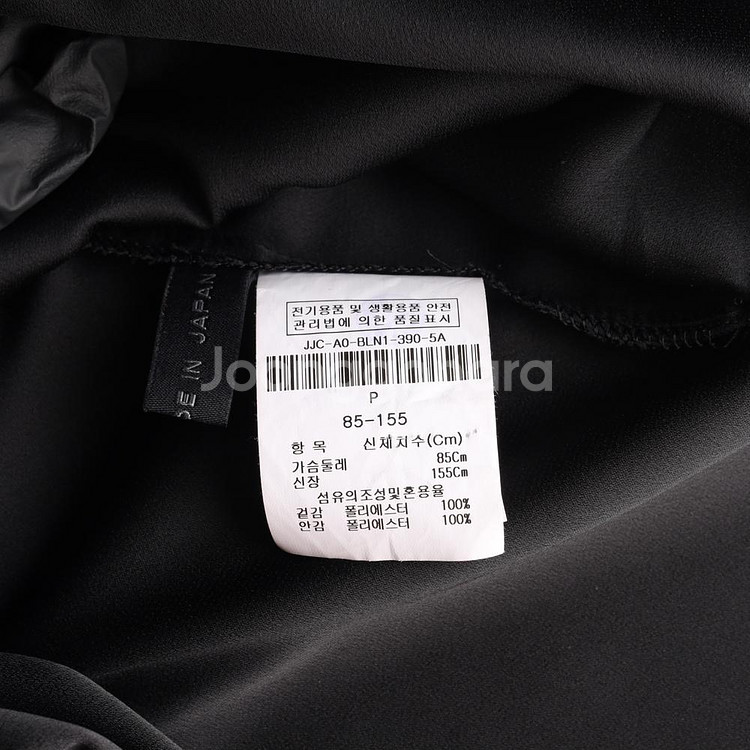 DE IN JAPAN
전기용품 및 생활용품 안전
관리법에 의한 품질표시
JJC-A0-BLN1-390-5A
P
85-155
항 목 신체치수(Cm)
가슴둘레 85Cm
신장 155Cm
섬유의조성및혼용율
겉감 폴리에스터 100%
안감 폴리에스터 100%